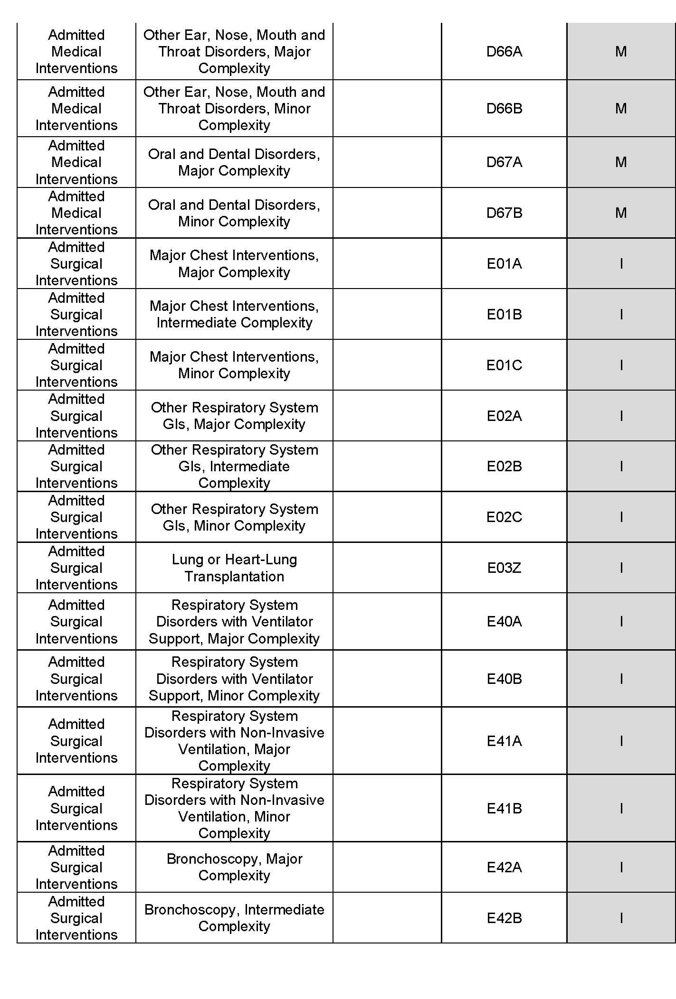 Admitted
Medical
Interventions
Other Ear, Nose, Mouth and
Throat Disorders, Major
Complexity
D66A
M
Admitted
Medical
Interventions
Other Ear, Nose, Mouth and
Throat Disorders, Minor
Complexity
D66B
M
Admitted
Medical
Interventions
Oral and Dental Disorders,
Major Complexity
D67A
M
Admitted
Medical
Interventions
Oral and Dental Disorders,
Minor Complexity
D67B
M
Admitted
Surgical
Interventions
Major Chest Interventions,
Major Complexity
E01A
I
Admitted
Surgical
Interventions
Major Chest Interventions,
Intermediate Complexity
E01B
I
Admitted
Surgical
Interventions
Major Chest Interventions,
Minor Complexity
E01C
I
Admitted
Surgical
Interventions
Other Respiratory System
GIs, Major Complexity
E02A
I
Admitted
Surgical
Interventions
Other Respiratory System
GIs, Intermediate
Complexity
E02B
I
Admitted
Surgical
Interventions
Other Respiratory System
GIs, Minor Complexity
E02C
I
Admitted
Surgical
Interventions
Lung or Heart-Lung
Transplantation
E03Z
I
Admitted
Surgical
Interventions
Respiratory System
Disorders with Ventilator
Support, Major Complexity
E40A
I
Admitted
Surgical
Interventions
Respiratory System
Disorders with Ventilator
Support, Minor Complexity
E40B
I
Admitted
Surgical
Interventions
Respiratory System
Disorders with Non-Invasive
Ventilation, Major
Complexity
E41A
I
Admitted
Surgical
Interventions
Respiratory System
Disorders with Non-Invasive
Ventilation, Minor
Complexity
E41B
I
Admitted
Surgical
Interventions
Bronchoscopy, Major
Complexity
E42A
I
Admitted
Surgical
Interventions
Bronchoscopy, Intermediate
Complexity
E42B
I